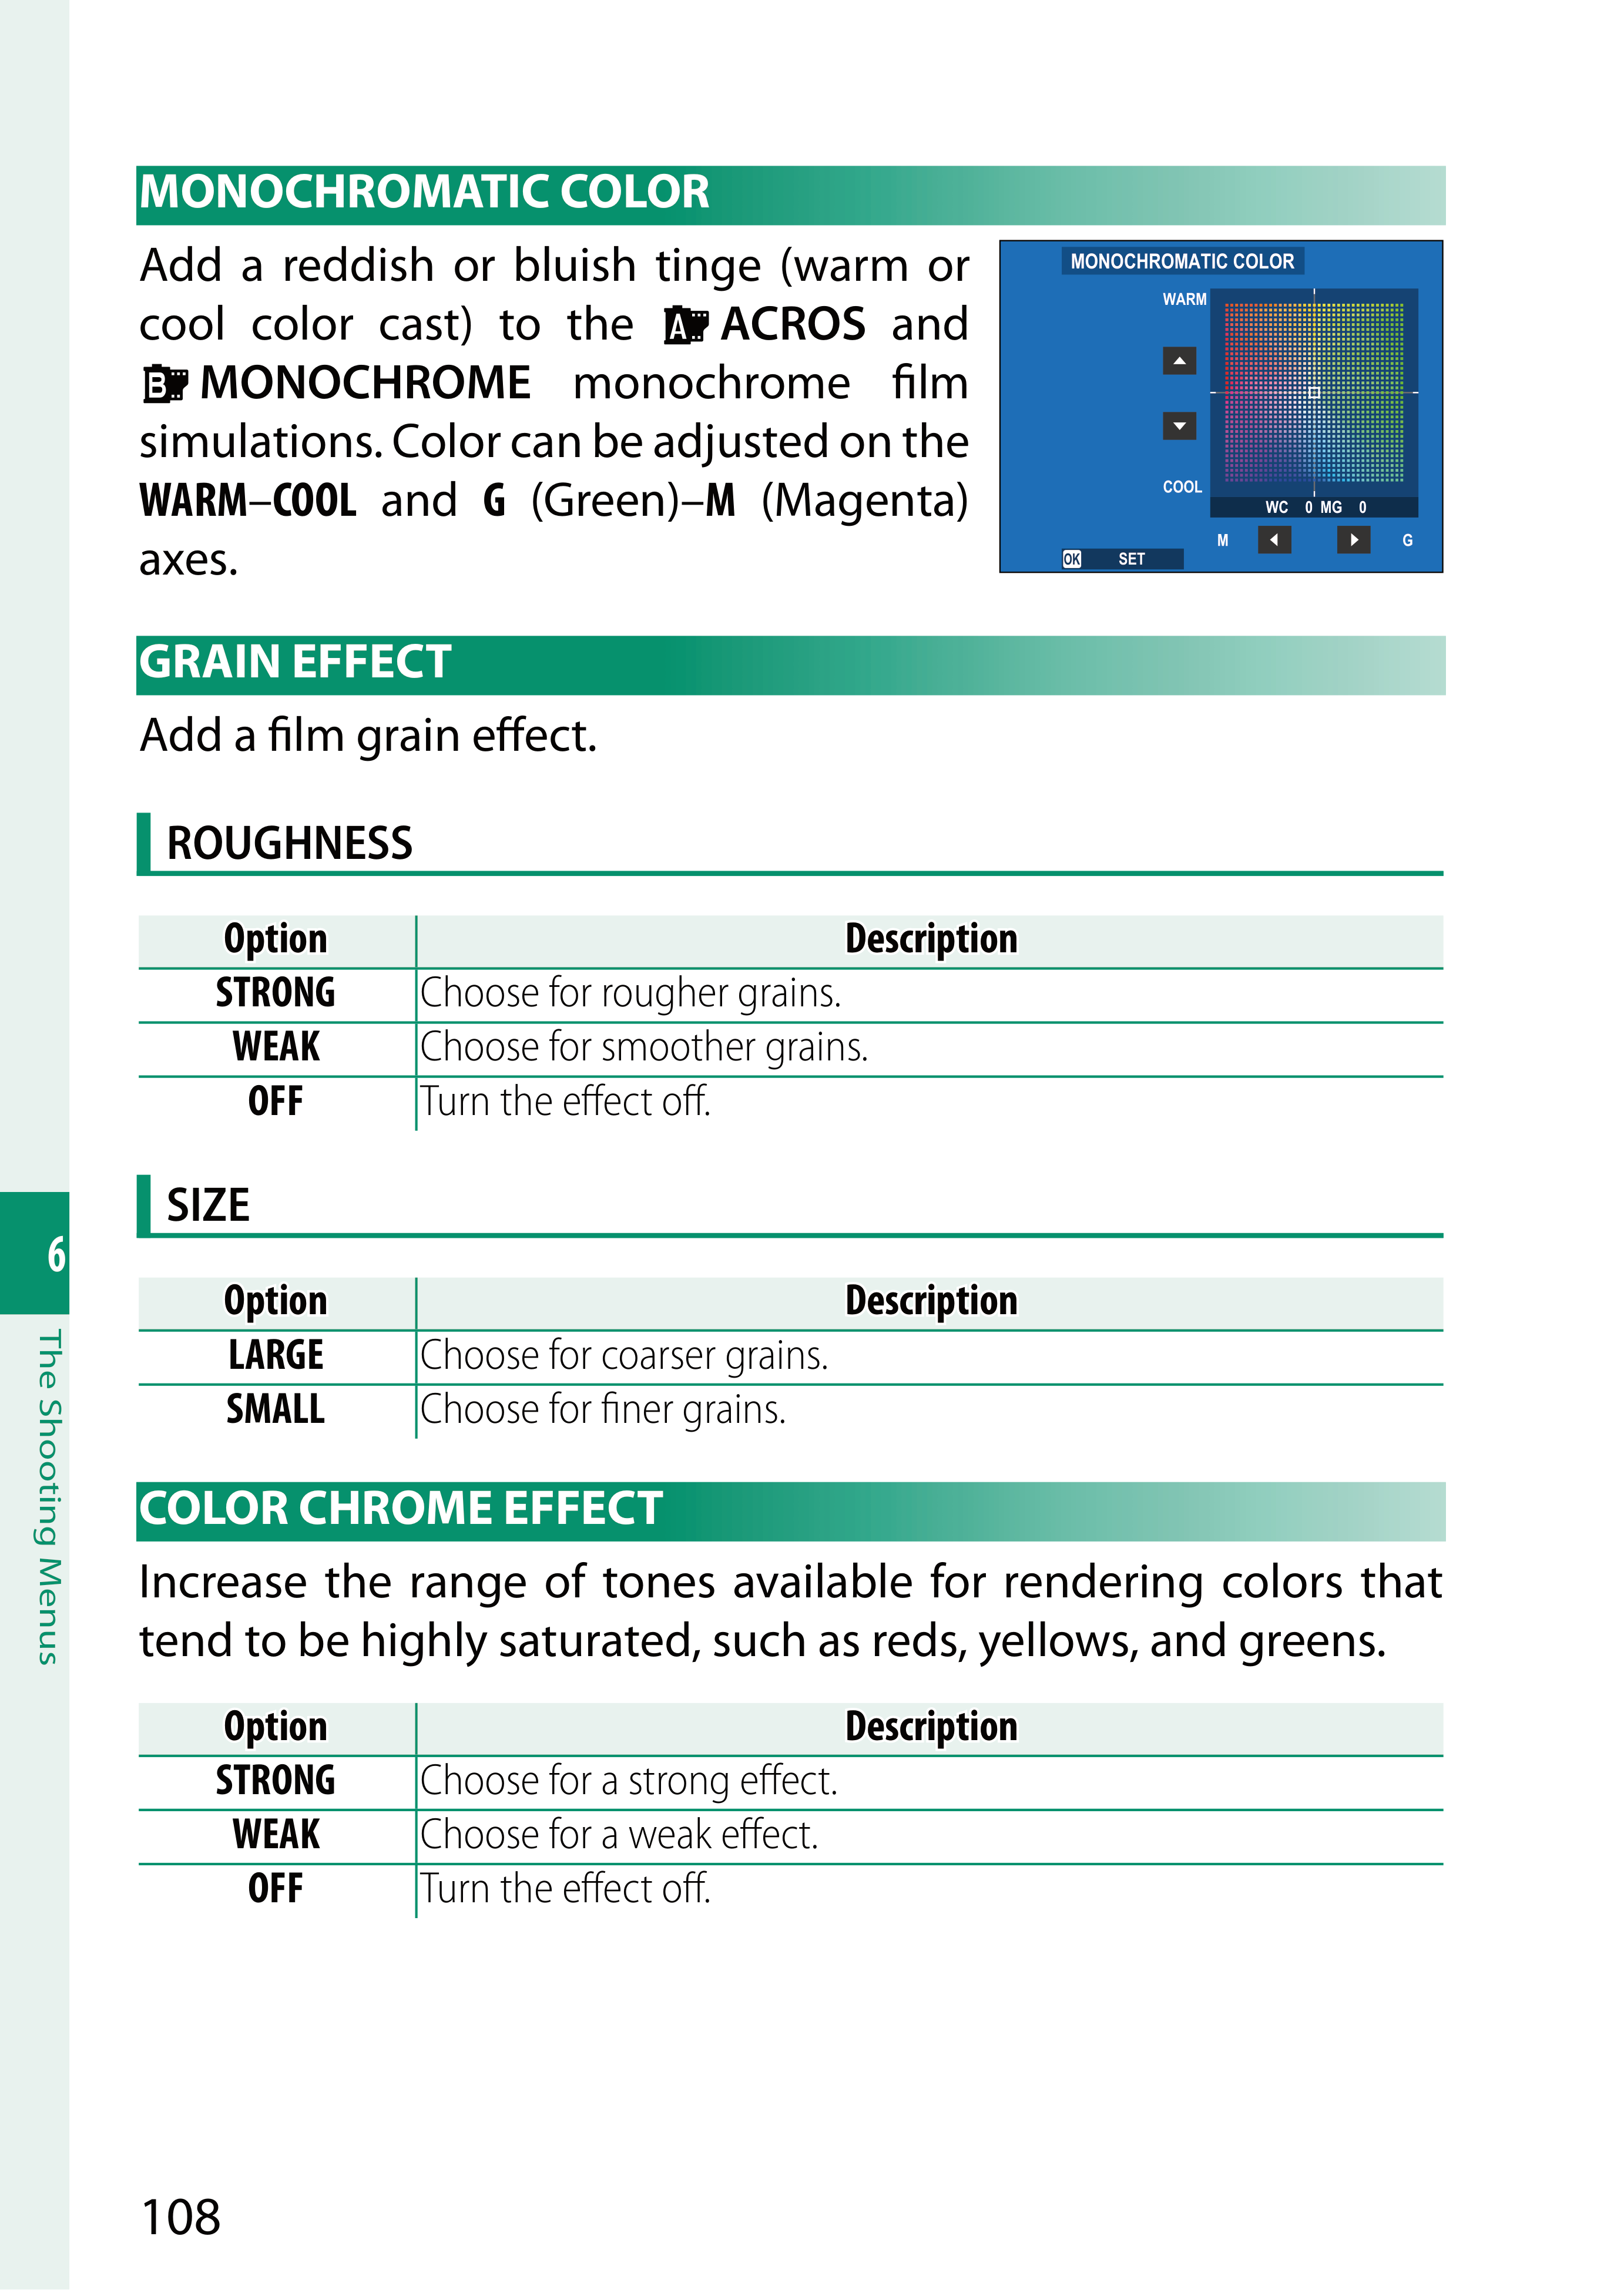 MONOCHROMATIC COLOR
Add a reddish or bluish tinge (warm or
cool color cast) to the A ACROS and
B MONOCHROME monochrome film
simulations. Color can be adjusted on the
WARM–COOL and G (Green)–M (Magenta)
axes.
MONOCHROMATIC COLOR
WARM
COOL
WC 0 MG 0
M G
OK SET
GRAIN EFFECT
Add a film grain effect.
ROUGHNESS
Option Description
STRONG Choose for rougher grains.
WEAK Choose for smoother grains.
OFF Turn the effect off.
SIZE
Option Description
LARGE Choose for coarser grains.
SMALL Choose for finer grains.
COLOR CHROME EFFECT
Increase the range of tones available for rendering colors that
tend to be highly saturated, such as reds, yellows, and greens.
Option Description
STRONG Choose for a strong effect.
WEAK Choose for a weak effect.
OFF Turn the effect off.
6
The Shooting Menus
108